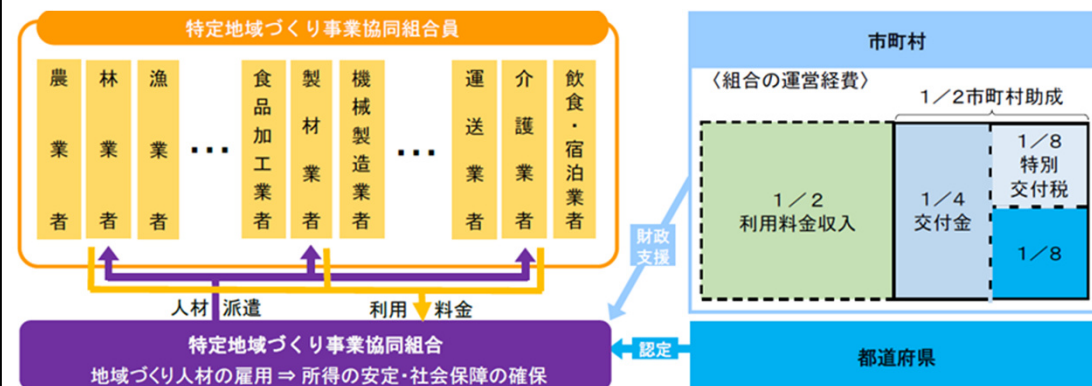 特定地域づくり事業協同組合員
農業者
林業者
漁業者
･･･
食品加工業者
製材業者
機械製造業者
･･･
運送業者
介護業者
飲食・宿泊業者
人材派遣
利用料金
特定地域づくり事業協同組合
地域づくり人材の雇用 ⇒ 所得の安定・社会保障の確保
財政
支援
認定
市町村
〈組合の運営経費〉
1／2市町村助成
1／2
利用料金収入
1／4
交付金
1／8
特別
交付税
1／8
都道府県